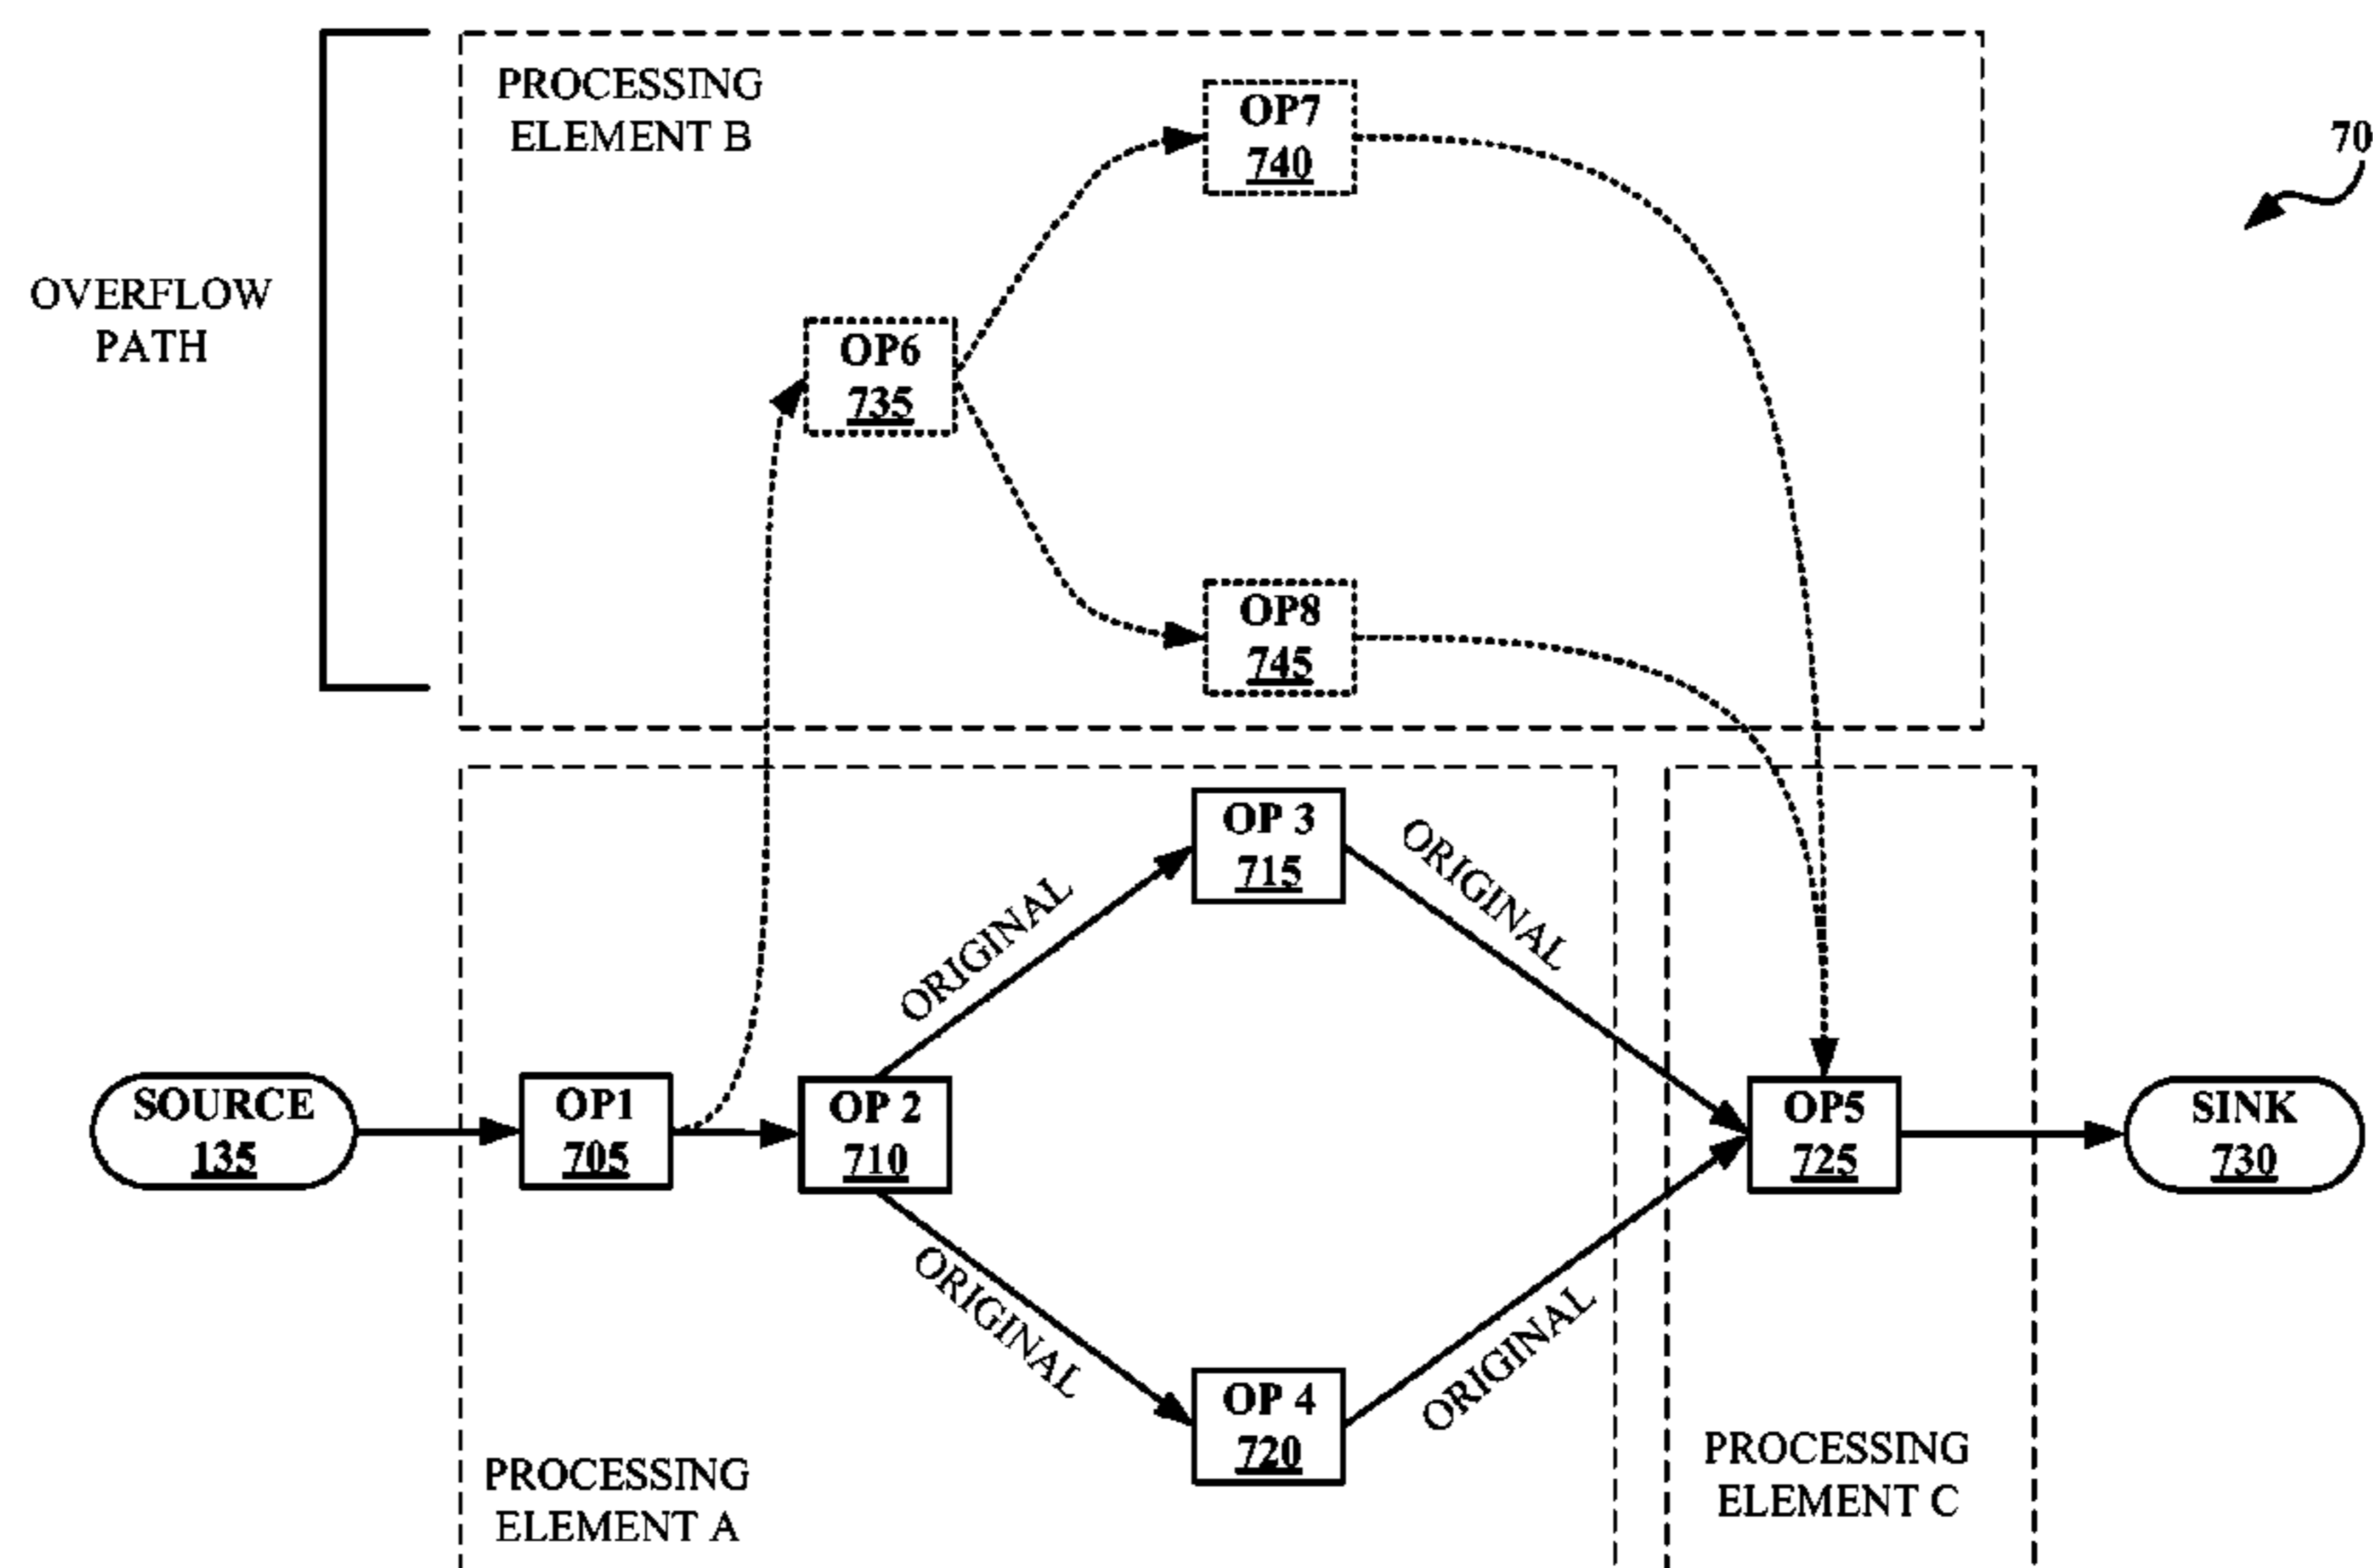 PROCESSING
ELEMENT B
OP7
740
70
OVERFLOW
PATH
OP6
735
OP8
745
OP 3
715
ORIGINAL
ORIGINAL
SOURCE
135
OP1
705
OP 2
710
OP5
725
SINK
730
ORIGINAL
ORIGINAL
OP 4
720
PROCESSING
ELEMENT A
PROCESSING
ELEMENT C